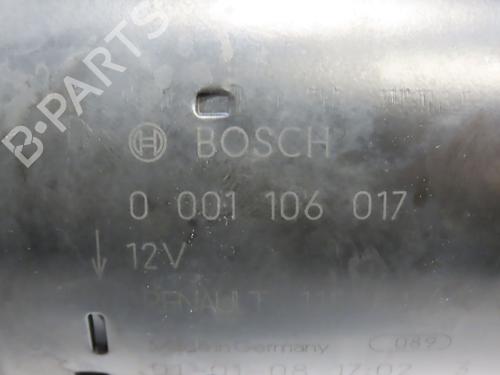 B-PARTS
BOSCH
0 001 106 017
12V
RENAULT
Made in Germany
089